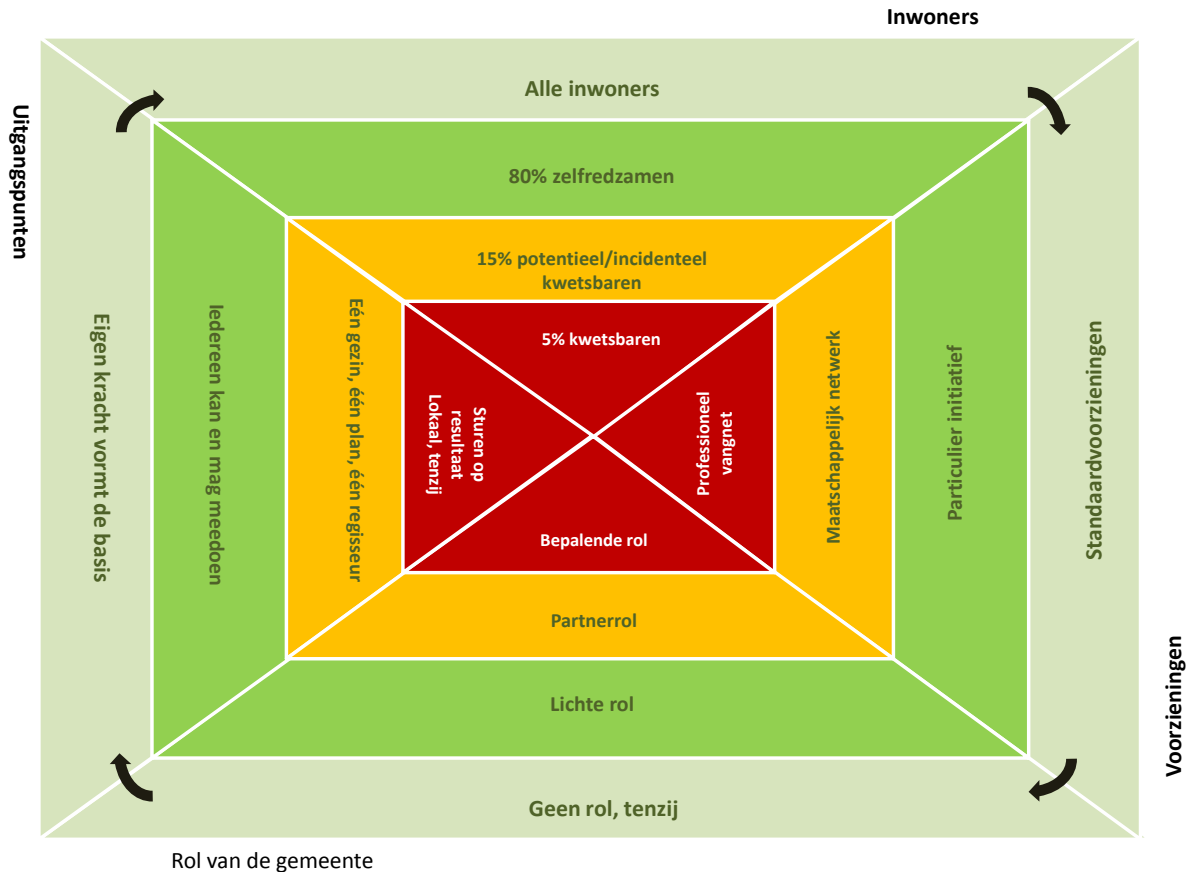 Inwoners
Alle inwoners
80% zelfredzamen
15% potentieel/incidenteel
kwetsbaren
5% kwetsbaren
Uitgangspunten
Eigen kracht vormt de basis
Iedereen kan en mag meedoen
Eén gezin, één plan, één regisseur
Sturen op
resultaat
Lokaal, tenzij
Professioneel
vangnet
Maatschappelijk netwerk
Particulier initiatief
Standaardvoorzieningen
Voorzieningen
Bepalende rol
Partnerrol
Lichte rol
Geen rol, tenzij
Rol van de gemeente